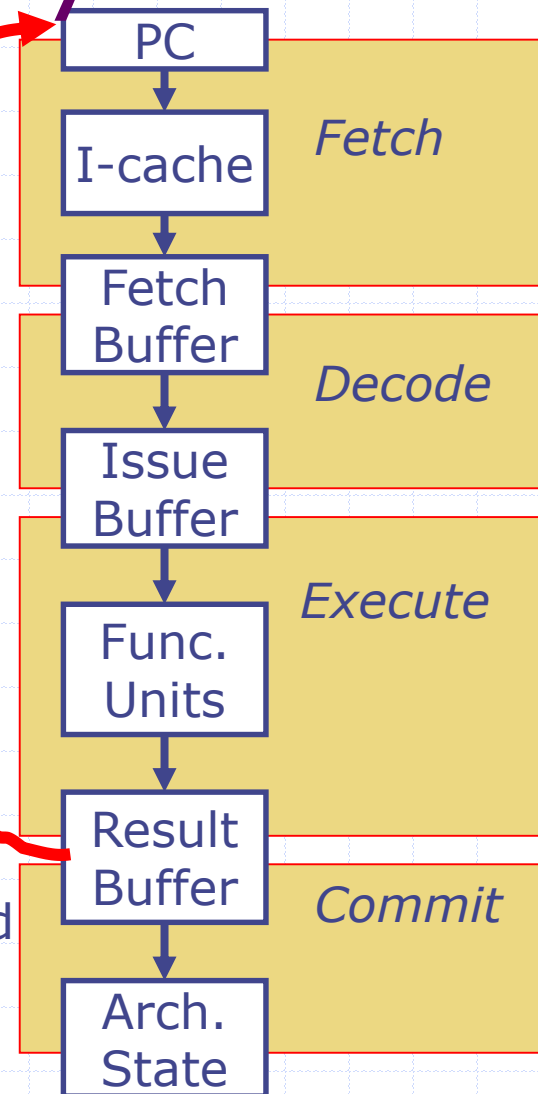 PC
Fetch
I-cache
Fetch
Buffer
Decode
Issue
Buffer
Execute
Func.
Units
Result
Buffer
Commit
d
Arch.
State